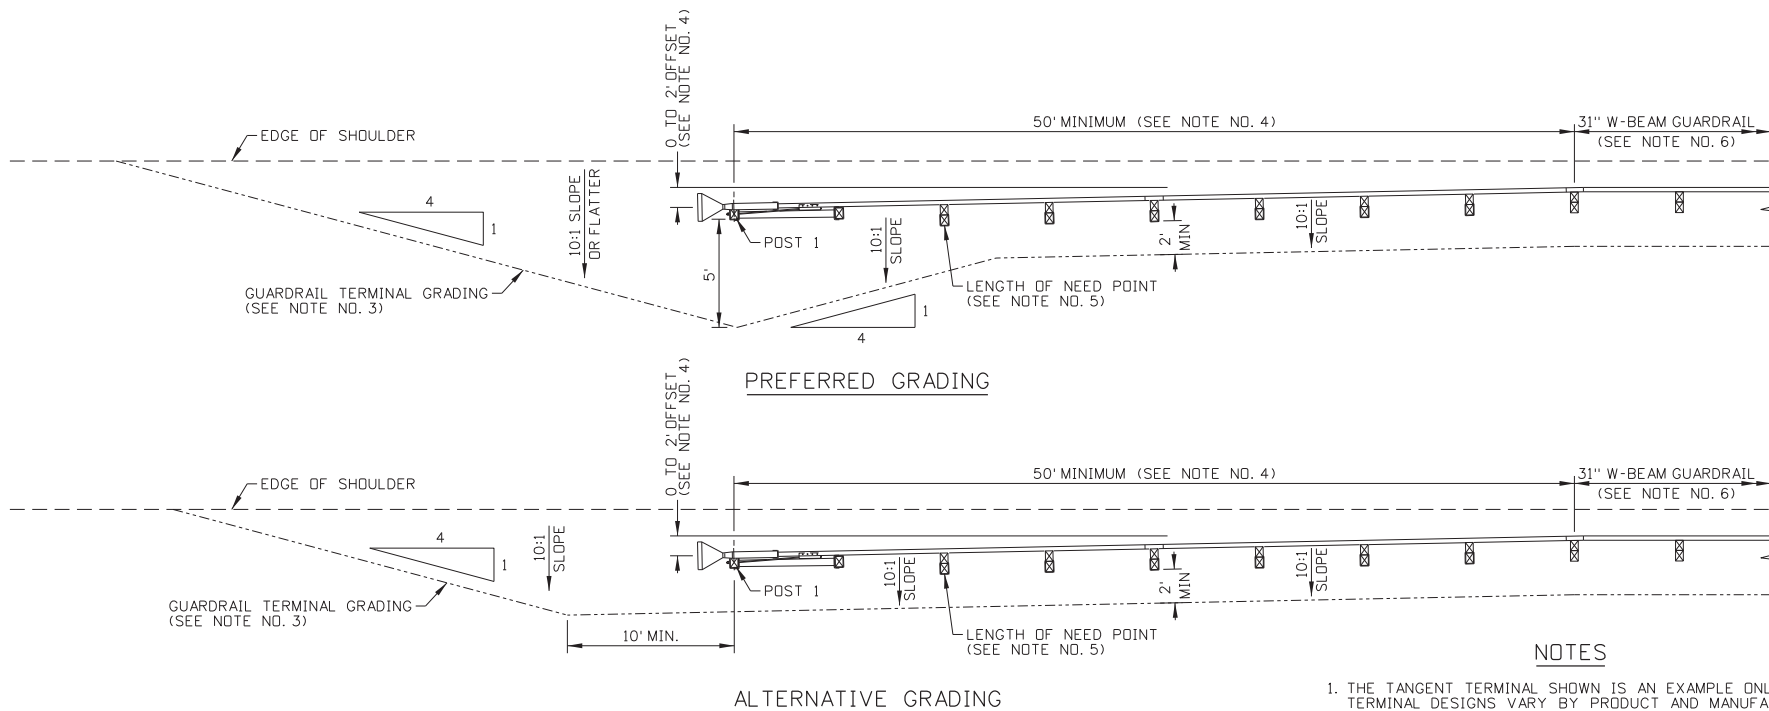 0 TO 2' OFFSET
(SEE NOTE NO. 4)
50' MINIMUM (SEE NOTE NO. 4)
31" W-BEAM GUARDRAIL
(SEE NOTE NO. 6)
EDGE OF SHOULDER
4
1
10:1 SLOPE
OR FLATTER
POST 1
10:1
SLOPE
2'
MIN
10:1
SLOPE
5'
GUARDRAIL TERMINAL GRADING
(SEE NOTE NO. 3)
LENGTH OF NEED POINT
(SEE NOTE NO. 5)
1
4
PREFERRED GRADING
0 TO 2' OFFSET
(SEE NOTE NO. 4)
50' MINIMUM (SEE NOTE NO. 4)
31" W-BEAM GUARDRAIL
(SEE NOTE NO. 6)
EDGE OF SHOULDER
4
1
10:1
SLOPE
POST 1
10:1
SLOPE
2'
MIN
10:1
SLOPE
GUARDRAIL TERMINAL GRADING
(SEE NOTE NO. 3)
10' MIN.
LENGTH OF NEED POINT
(SEE NOTE NO. 5)
ALTERNATIVE GRADING
NOTES
1. THE TANGENT TERMINAL SHOWN IS AN EXAMPLE ONL
TERMINAL DESIGNS VARY BY PRODUCT AND MANUFA